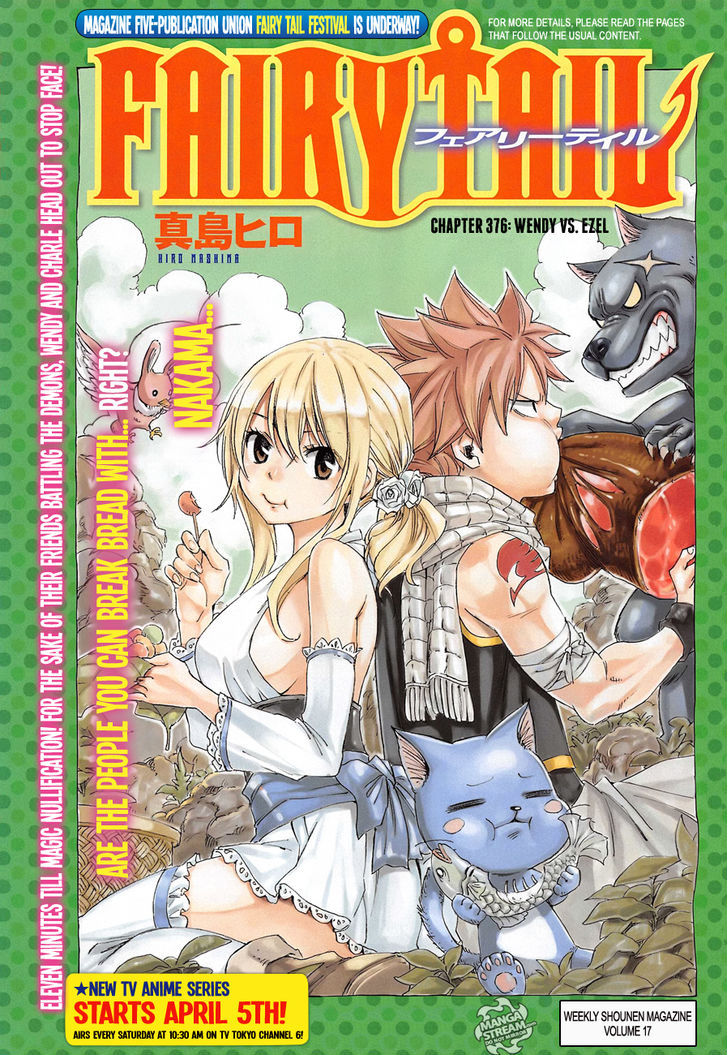 MAGAZINE FIVE-PUBLICATION UNION FAIRY TAIL FESTIVAL IS UNDERWAY!
FOR MORE DETAILS, PLEASE READ THE PAGES
THAT FOLLOW THE USUAL CONTENT.
FAIRY TAIL
フェアリーテイル
真島ヒロ
HIRO MASHIMA
CHAPTER 376: WENDY VS. EZEL
NAKAMA...
ARE THE PEOPLE YOU CAN BREAK BREAD WITH... RIGHT?
ELEVEN MINUTES TILL MAGIC NULLIFICATION! FOR THE SAKE OF THEIR FRIENDS BATTLING THE DEMONS, WENDY AND CHARLE HEAD OUT TO STOP FACE!
★NEW TV ANIME SERIES
STARTS APRIL 5TH!
AIRS EVERY SATURDAY AT 10:30 AM ON TV TOKYO CHANNEL 6!
MANGA
STREAM
DO NOT MIRROR
WEEKLY SHOUNEN MAGAZINE
VOLUME 17